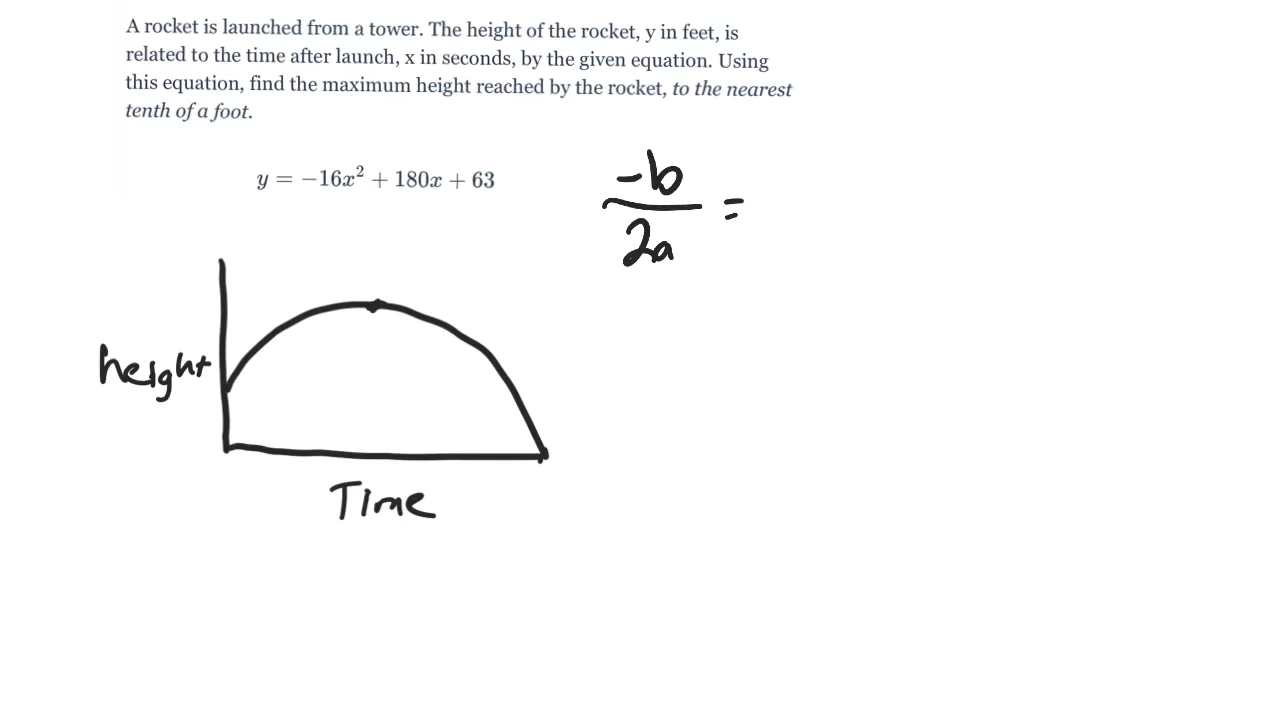 A rocket is launched from a tower. The height of the rocket, y in feet, is
related to the time after launch, x in seconds, by the given equation. Using
this equation, find the maximum height reached by the rocket, to the nearest
tenth of a foot.
y = −16x² + 180x + 63
-b
/
2a
=
height
Time